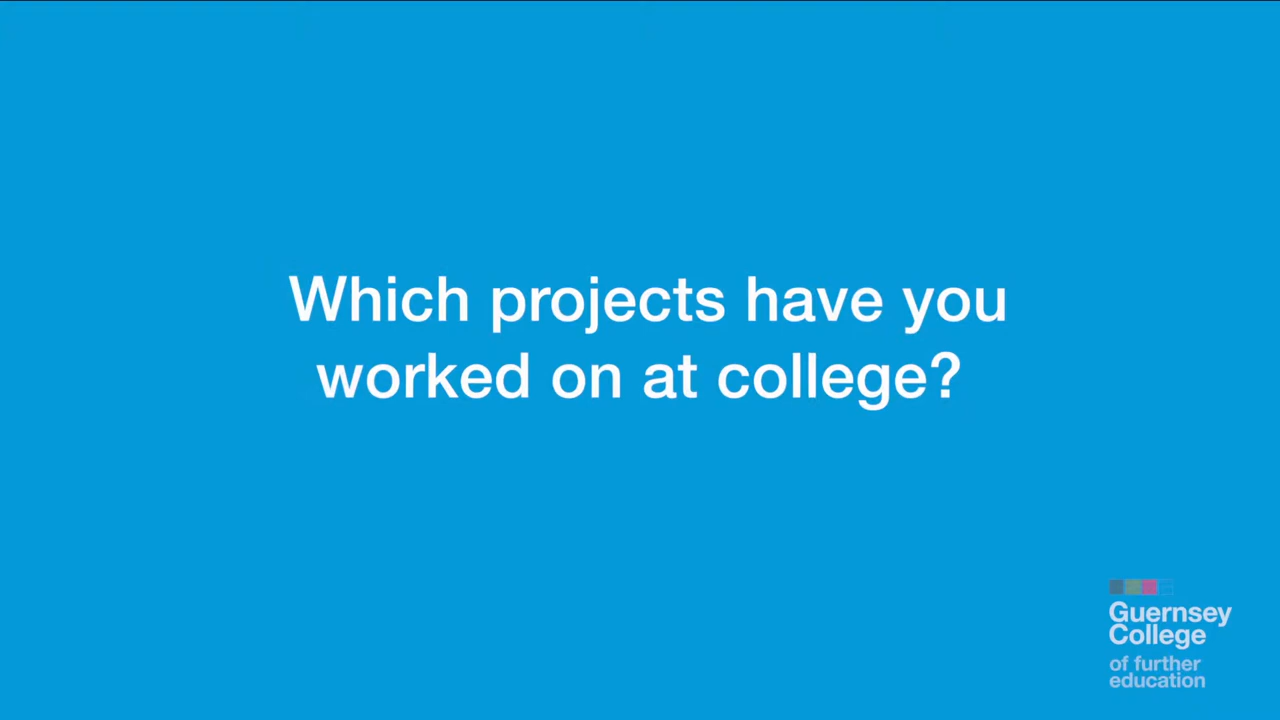 Which projects have you
worked on at college?
Guernsey
College
of further
education